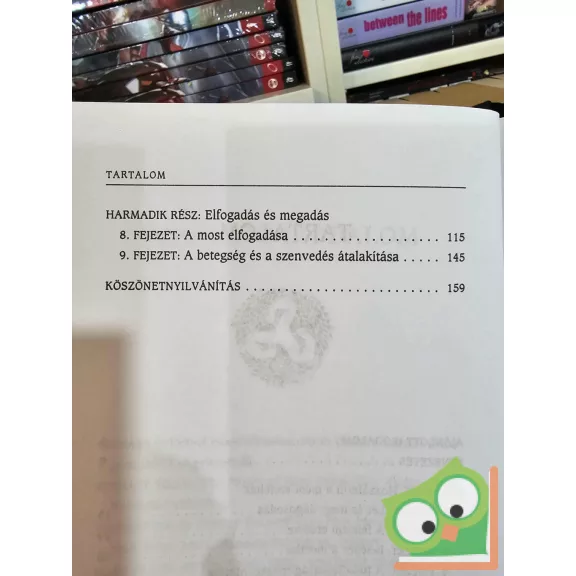 between
the lines
TARTALOM
HARMADIK RÉSZ: Elfogadás és megadás
8. FEJEZET: A most elfogadása . . . . . . . . . . . . . . . . . . . . . . . . 115
9. FEJEZET: A betegség és a szenvedés átalakítása . . . . . 145
KÖSZÖNETNYILVÁNÍTÁS . . . . . . . . . . . . . . . . . . . . . . . . . . . . 159